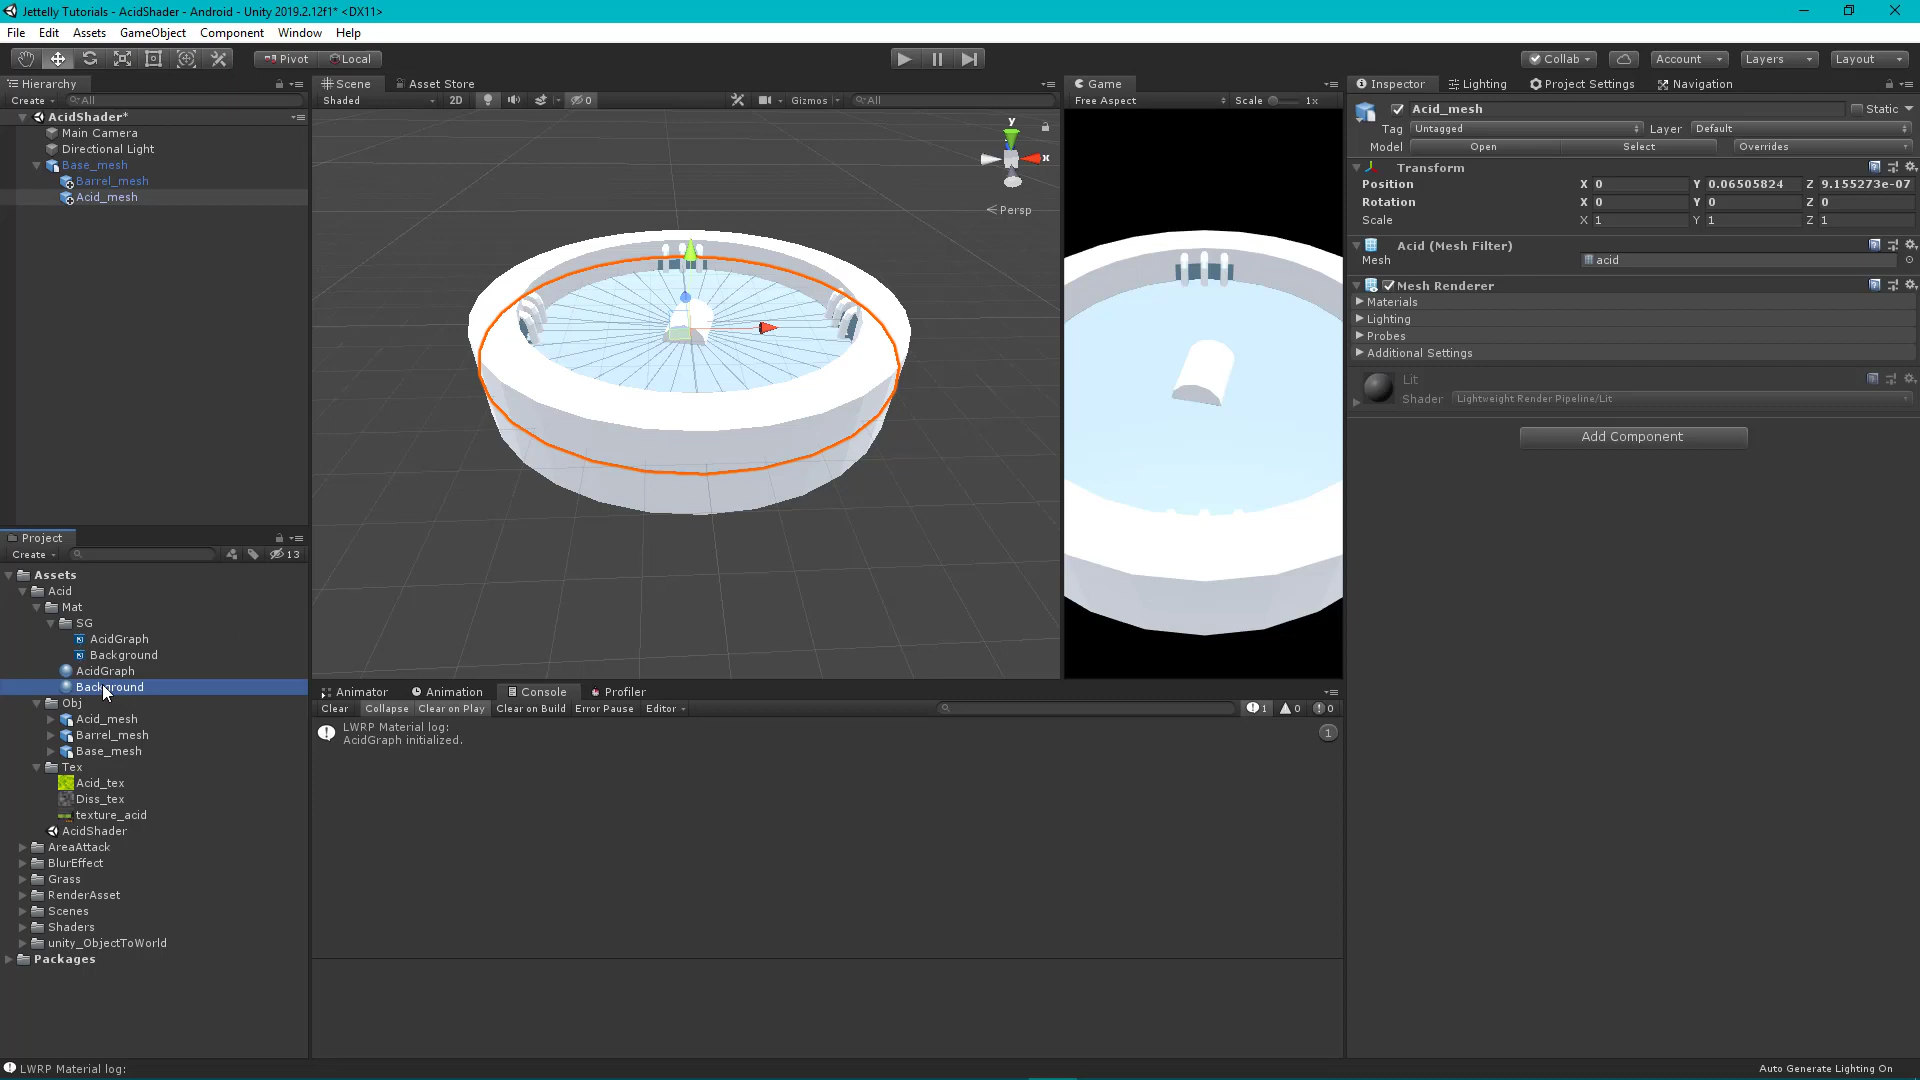 Jettelly Tutorials - AcidShader - Android - Unity 2019.2.12f1* <DX11>
File Edit Assets GameObject Component Window Help
Pivot Local Collab Account Layers Layout
Hierarchy
Create All
AcidShader*
Main Camera
Directional Light
Base_mesh
Barrel_mesh
Acid_mesh
Scene Asset Store
Shaded 2D 0 Gizmos All
y
x
Persp
Game
Free Aspect Scale 1x
Inspector Lighting Project Settings Navigation
Acid_mesh Static
Tag Untagged Layer Default
Model Open Select Overrides
Transform
Position X 0 Y 0.06505824 Z 9.155273e-07
Rotation X 0 Y 0 Z 0
Scale X 1 Y 1 Z 1
Acid (Mesh Filter)
Mesh acid
Mesh Renderer
Materials
Lighting
Probes
Additional Settings
Lit
Shader Lightweight Render Pipeline/Lit
Add Component
Project
Create 13
Assets
Acid
Mat
SG
AcidGraph
Background
AcidGraph
Background
Obj
Acid_mesh
Barrel_mesh
Base_mesh
Tex
Acid_tex
Diss_tex
texture_acid
AcidShader
AreaAttack
BlurEffect
Grass
RenderAsset
Scenes
Shaders
unity_ObjectToWorld
Packages
Animator Animation Console Profiler
Clear Collapse Clear on Play Clear on Build Error Pause Editor 1 0 0
LWRP Material log:
AcidGraph initialized.
1
LWRP Material log:
Auto Generate Lighting On